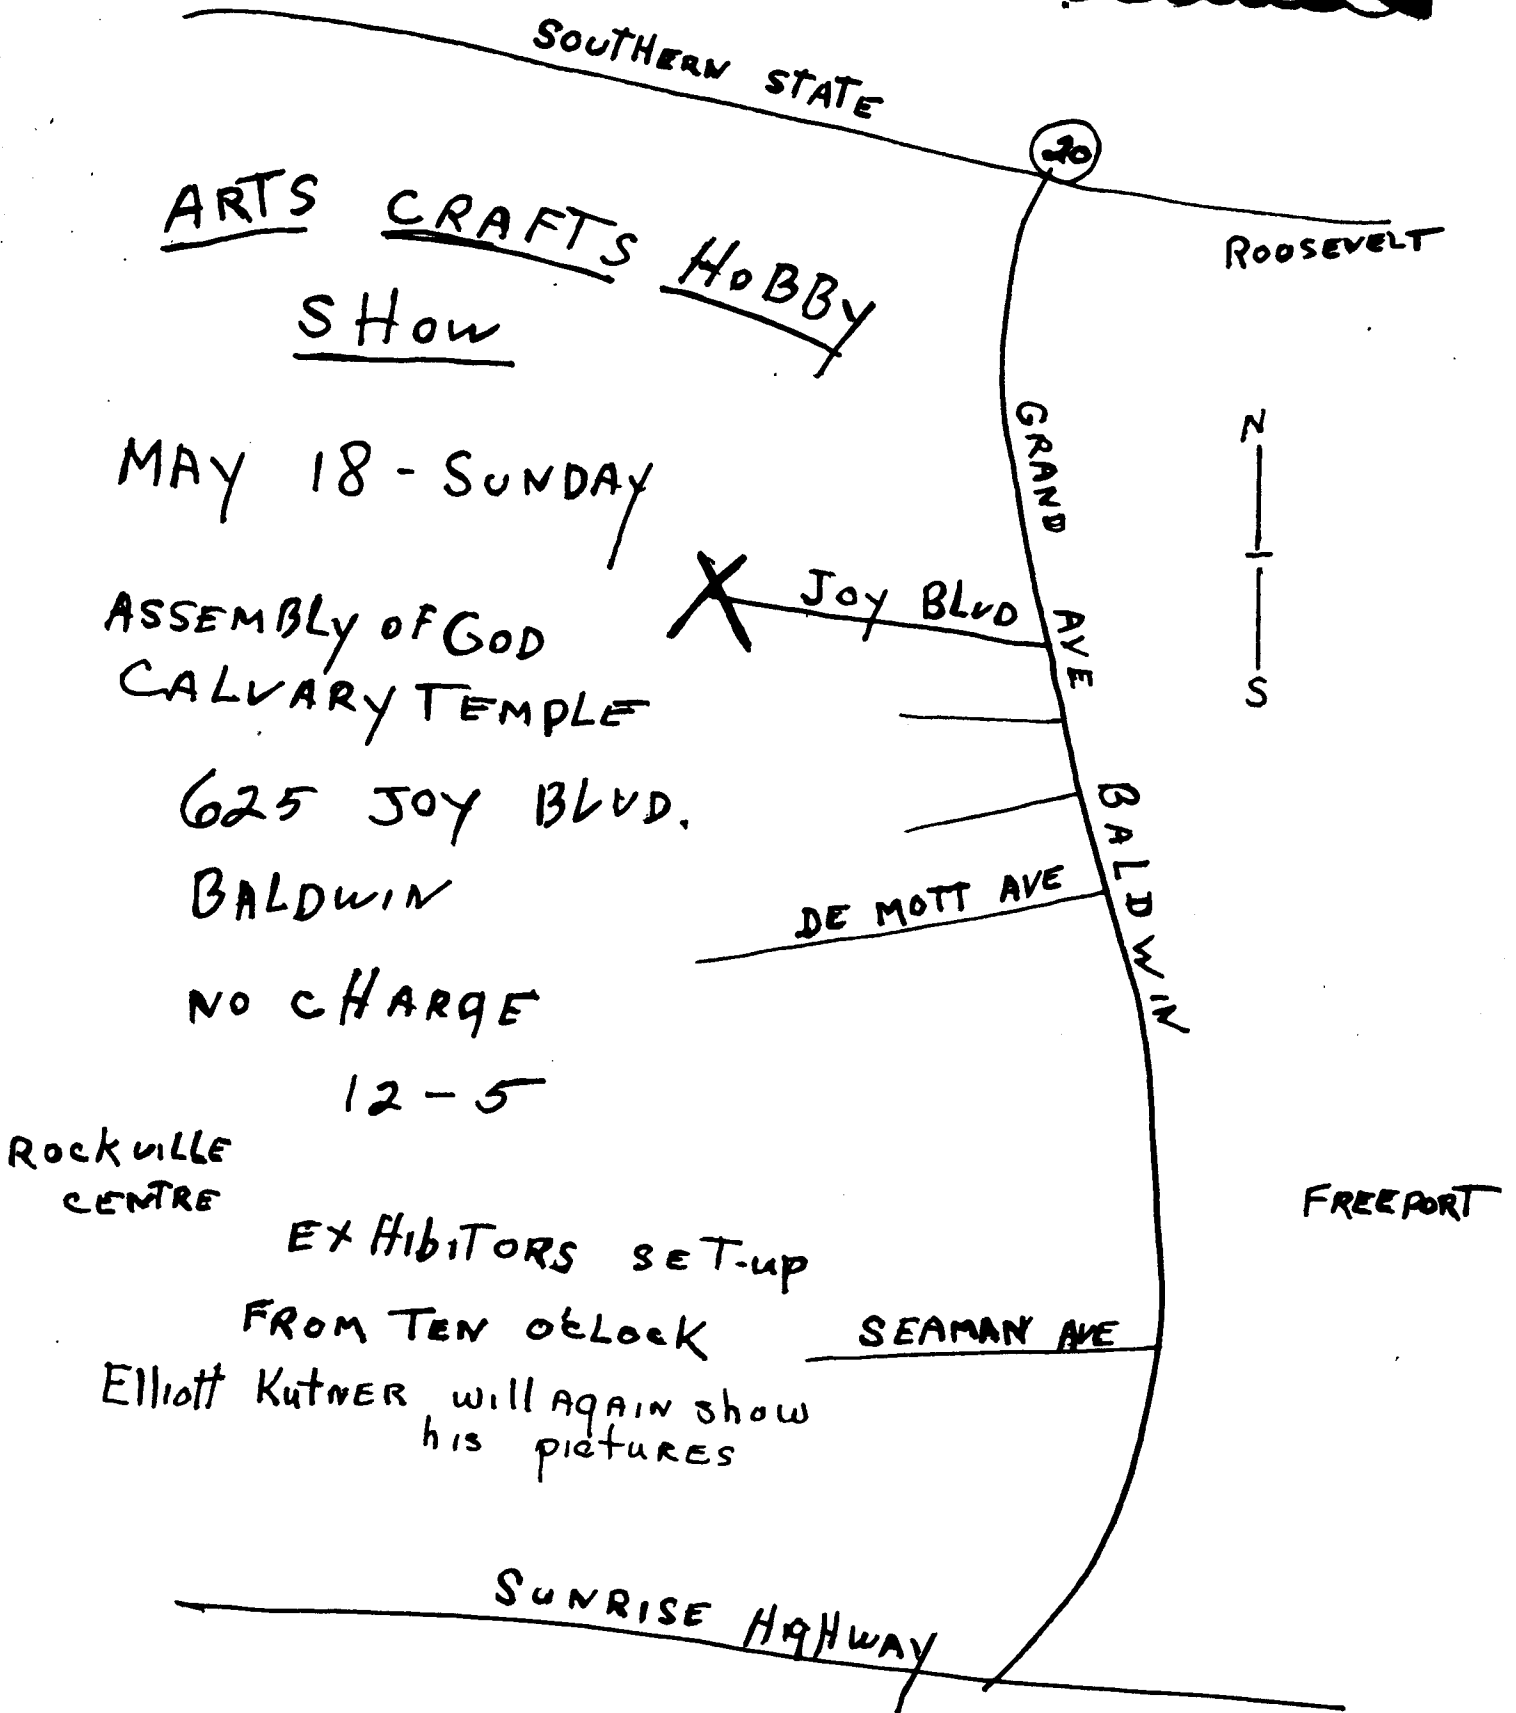 SOUTHERN STATE
20
ROOSEVELT
ARTS CRAFTS HOBBY
SHOW
GRAND AVE
N
S
MAY 18 - SUNDAY
JOY BLVD
ASSEMBLY OF GOD
CALVARY TEMPLE
625 JOY BLVD.
BALDWIN
BALDWIN
DE MOTT AVE
NO CHARGE
12 - 5
ROCKVILLE
CENTRE
FREEPORT
EXHIbITORS SET-up
FROM TEN O'CLOCK
SEAMAN AVE
Elliott KutNER will AGAIN show
his pictuRES
SUNRISE HIGHWAY